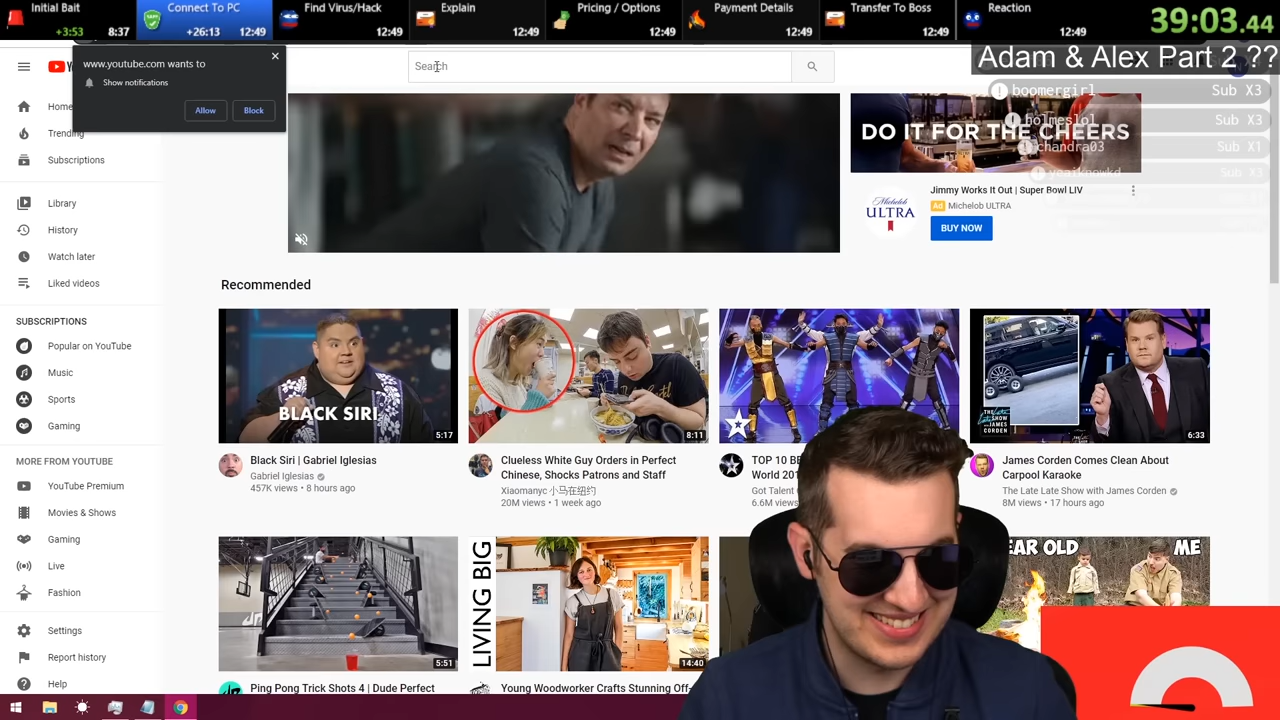 Initial Bait
+3:53 8:37
Connect To PC
+26:13 12:49
Find Virus/Hack
12:49
Explain
12:49
Pricing / Options
12:49
Payment Details
12:49
Transfer To Boss
12:49
Reaction
12:49
39:03.44
Adam & Alex Part 2 ??
boomergirl Sub X3
holmeslol Sub X3
chandra03 Sub X1
Sub X3
www.youtube.com wants to
Show notifications
Allow
Block
Search
Home
Trending
Subscriptions
Library
History
Watch later
Liked videos
SUBSCRIPTIONS
Popular on YouTube
Music
Sports
Gaming
MORE FROM YOUTUBE
YouTube Premium
Movies & Shows
Gaming
Live
Fashion
Settings
Report history
Help
DO IT FOR THE CHEERS
Michelob
ULTRA
Jimmy Works It Out | Super Bowl LIV
Ad Michelob ULTRA
BUY NOW
Recommended
BLACK SIRI
5:17
Black Siri | Gabriel Iglesias
Gabriel Iglesias
457K views • 8 hours ago
8:11
Clueless White Guy Orders in Perfect
Chinese, Shocks Patrons and Staff
Xiaomanyc 小马在纽约
20M views • 1 week ago
TOP 10 BE
World 201
Got Talent
6.6M views
THE LATE LATE SHOW
JAMES CORDEN
6:33
James Corden Comes Clean About
Carpool Karaoke
The Late Late Show with James Corden
8M views • 17 hours ago
5:51
Ping Pong Trick Shots 4 | Dude Perfect
LIVING BIG
14:40
Young Woodworker Crafts Stunning Off-
EAR OLD
ME